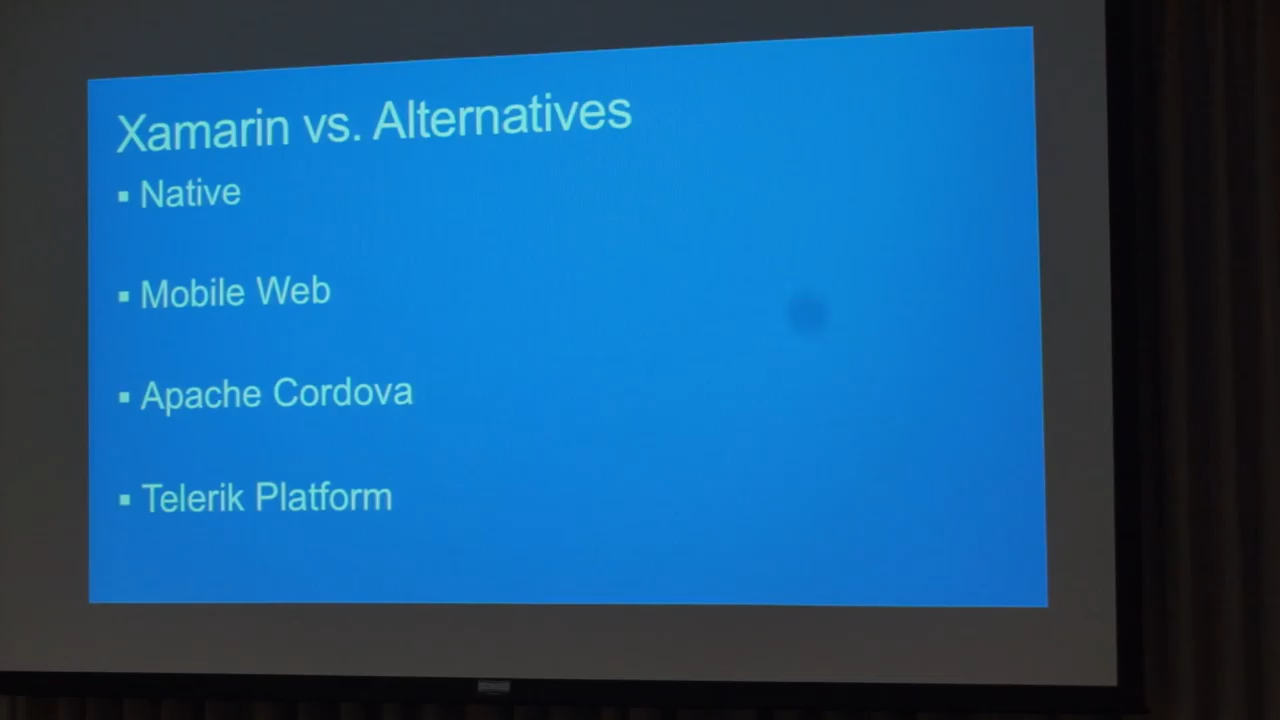 Xamarin vs. Alternatives
▪ Native
▪ Mobile Web
▪ Apache Cordova
▪ Telerik Platform